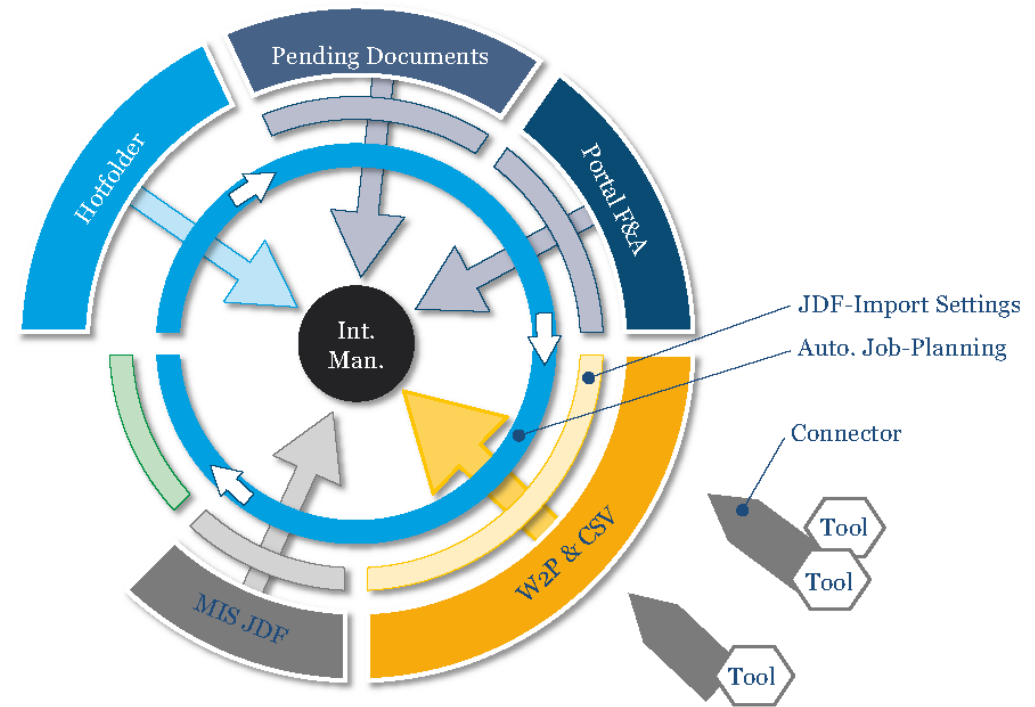 Pending Documents
Hotfolder
Portal F&A
Int.
Man.
JDF-Import Settings
Auto. Job-Planning
Connector
Tool
Tool
W2P & CSV
MIS JDF
Tool